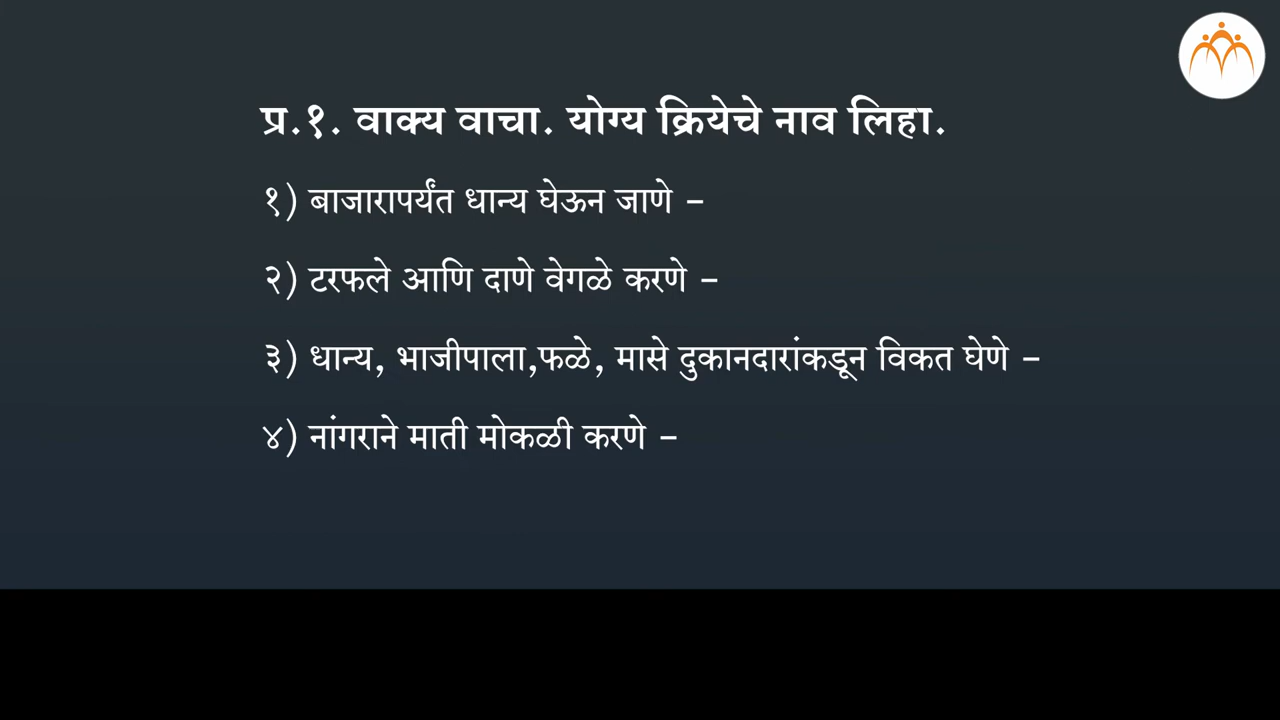 प्र.१. वाक्य वाचा. योग्य क्रियेचे नाव लिहा.
१) बाजारापर्यंत धान्य घेऊन जाणे –
२) टरफले आणि दाणे वेगळे करणे –
३) धान्य, भाजीपाला,फळे, मासे दुकानदारांकडून विकत घेणे –
४) नांगराने माती मोकळी करणे –